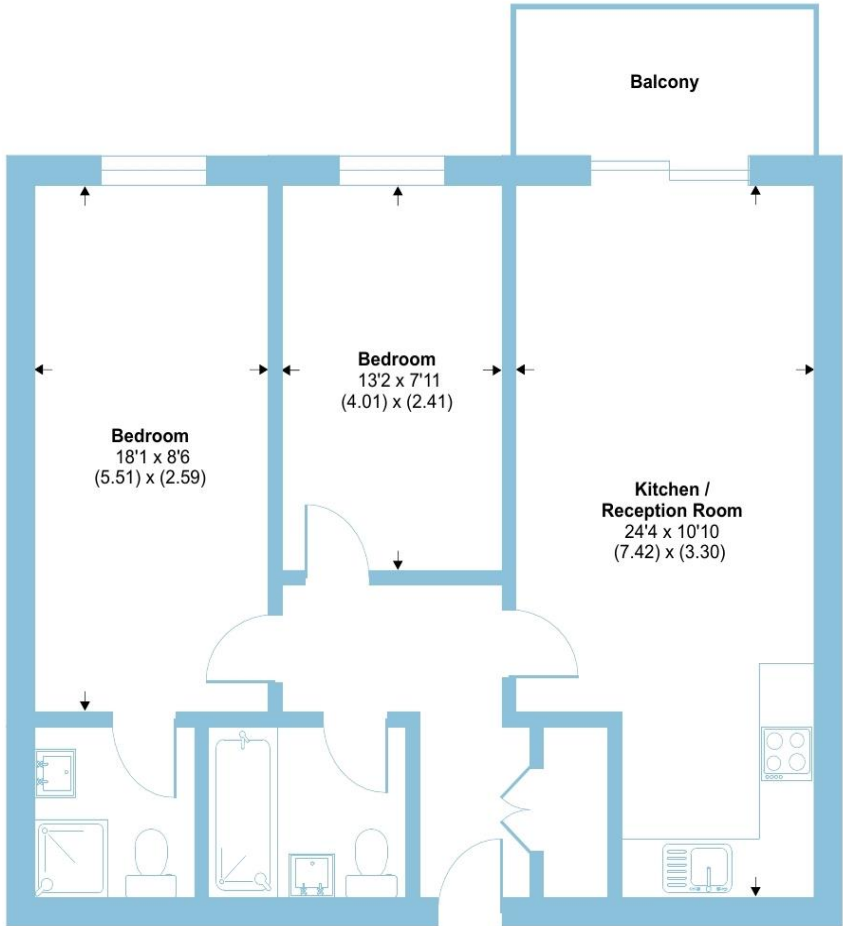 Balcony
Bedroom
13'2 x 7'11
(4.01) x (2.41)
Bedroom
18'1 x 8'6
(5.51) x (2.59)
Kitchen /
Reception Room
24'4 x 10'10
(7.42) x (3.30)